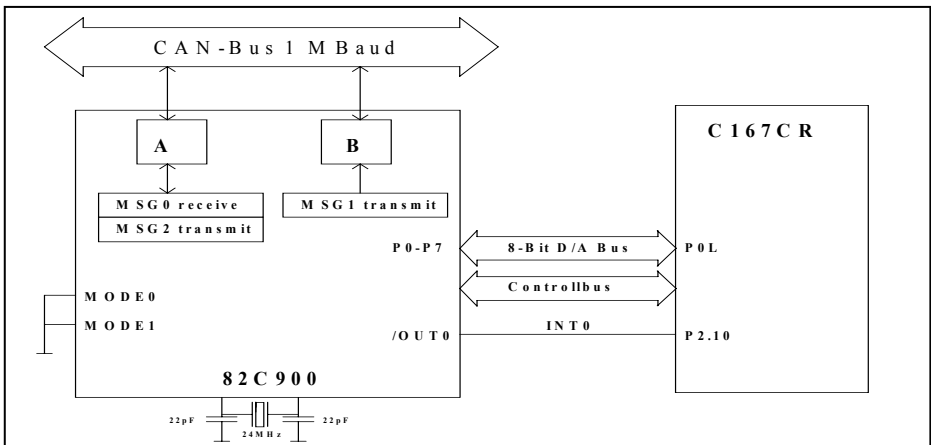 CAN-Bus 1 MBaud
C167CR
A
B
MSG0 receive
MSG1 transmit
MSG2 transmit
P0-P7
8-Bit D/A Bus
P0L
Controllbus
MODE0
MODE1
/OUT0
INT0
P2.10
82C900
22pF
22pF
24MHz